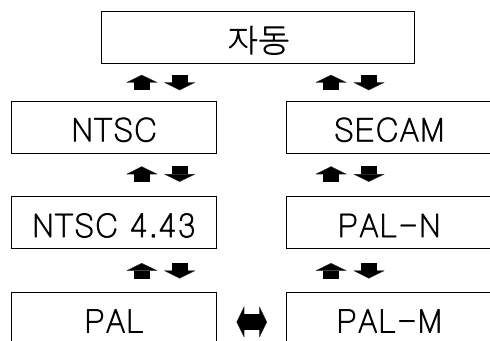 자동
NTSC
SECAM
NTSC 4.43
PAL-N
PAL
PAL-M